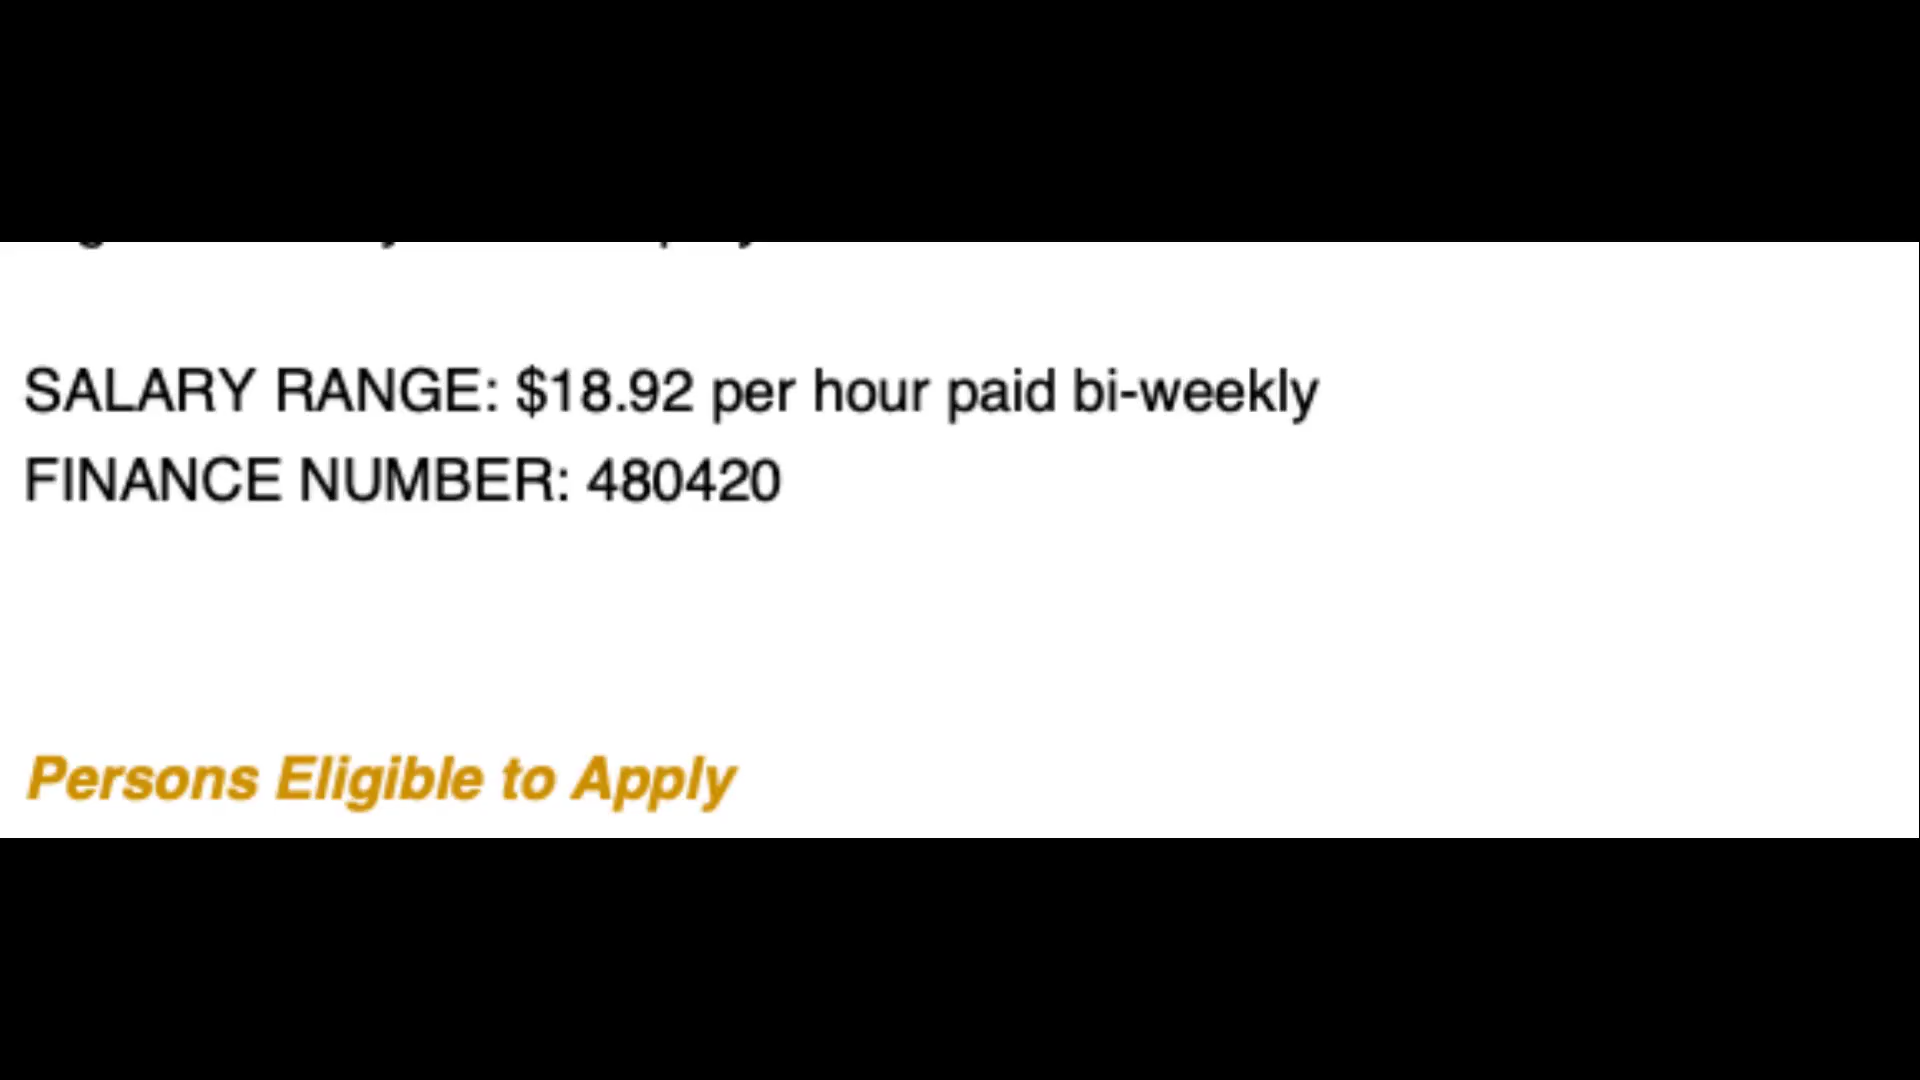 SALARY RANGE: $18.92 per hour paid bi-weekly
FINANCE NUMBER: 480420
Persons Eligible to Apply